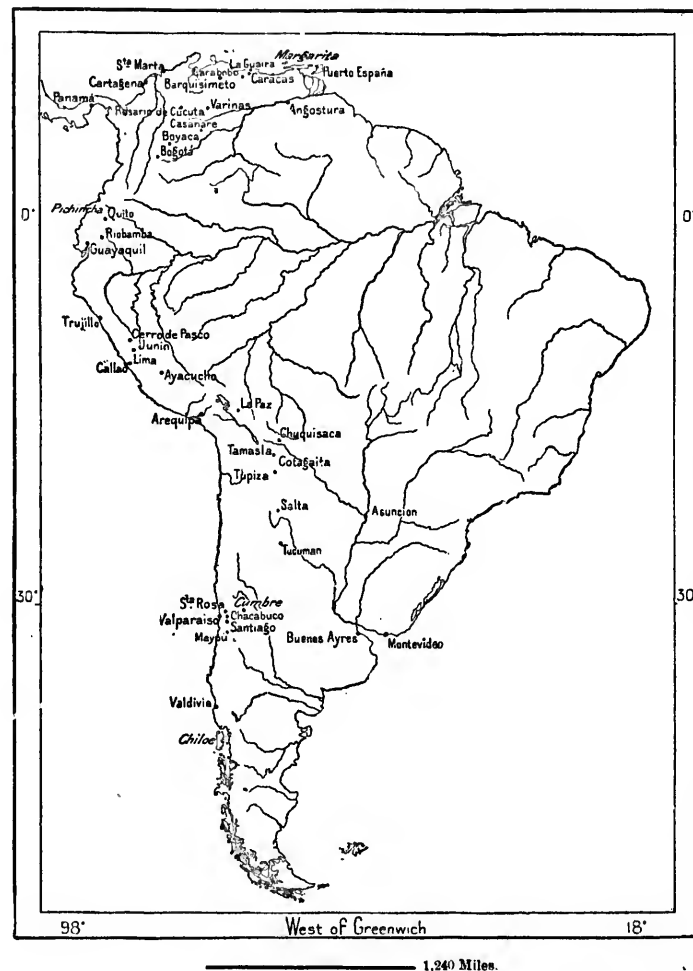 Margarita
Sta Marta
La Guaira
Carabobo
Puerto España
Cartagena
Caracas
Barquisimeto
Panamá
Rosario de Cucuta
Varinas
Angostura
Casanare
Boyaca
Bogotá
Pichincha
Quito
0°
0°
Riobamba
Guayaquil
Trujillo
Cerro de Pasco
Junin
Lima
Callao
Ayacucho
La Paz
Arequipa
Chuquisaca
Tamasla
Cotagaita
Tupiza
Salta
Asuncion
Tucuman
30°
30
Sta Rosa
Cumbre
Chacabuco
Valparaiso
Santiago
Maypu
Buenes Ayres
Montevideo
Valdivia
Chiloe
98°
West of Greenwich
18°
1,240 Miles.